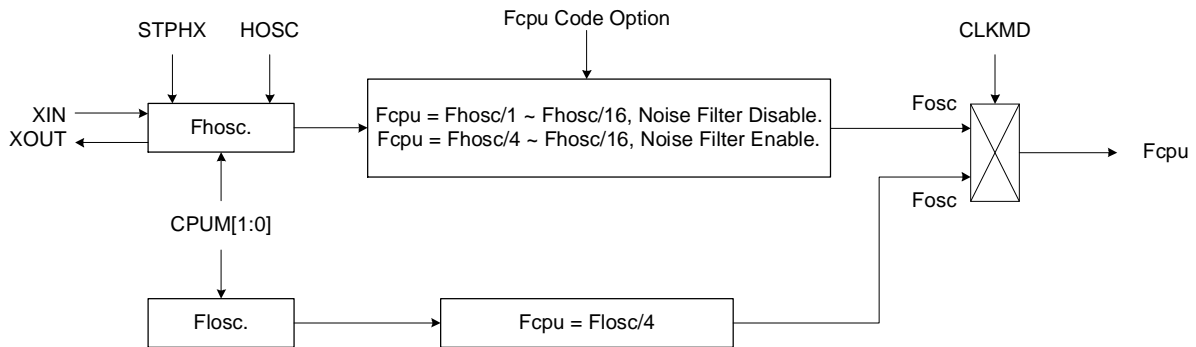 Fcpu Code Option
STPHX
HOSC
CLKMD
XIN
XOUT
Fhosc.
Fcpu = Fhosc/1 ~ Fhosc/16, Noise Filter Disable.
Fcpu = Fhosc/4 ~ Fhosc/16, Noise Filter Enable.
Fosc
Fosc
Fcpu
CPUM[1:0]
Flosc.
Fcpu = Flosc/4